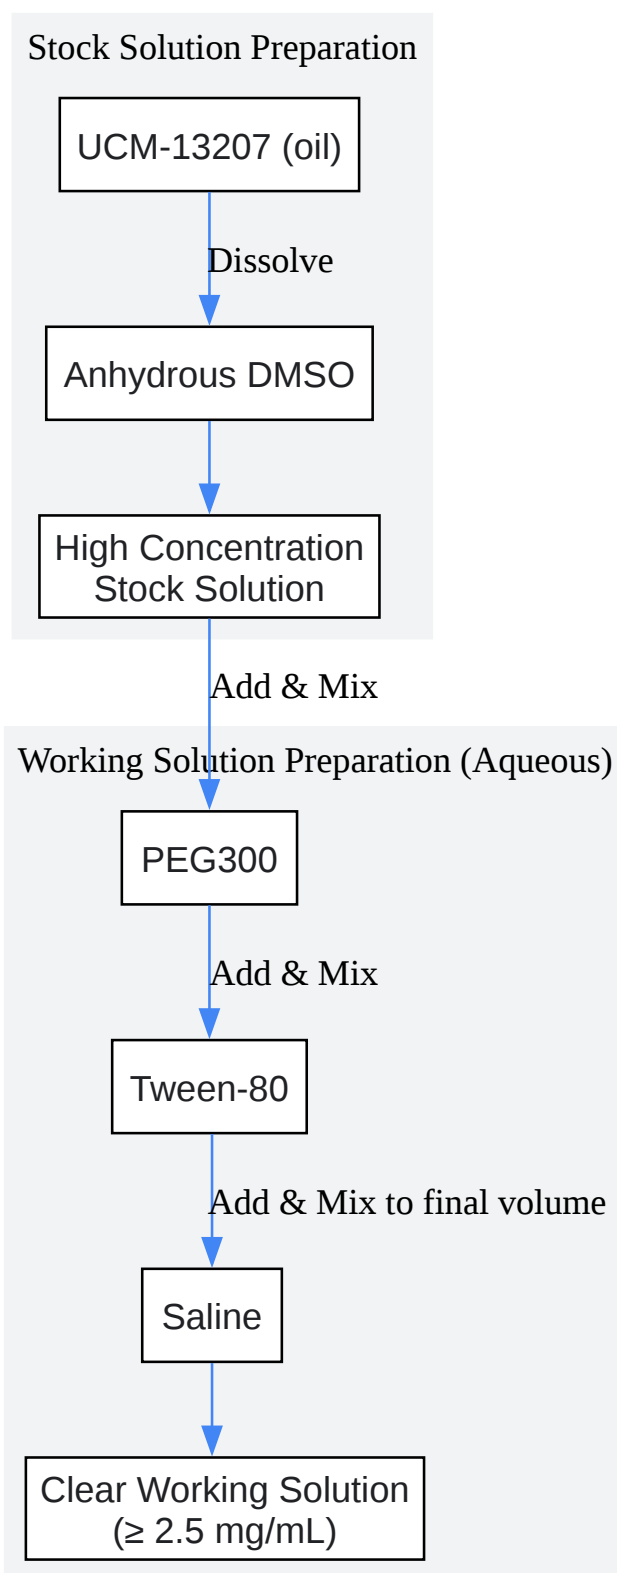 Stock Solution Preparation
UCM-13207 (oil)
Dissolve
Anhydrous DMSO
High Concentration
Stock Solution
Add & Mix
Working Solution Preparation (Aqueous)
PEG300
Add & Mix
Tween-80
Add & Mix to final volume
Saline
Clear Working Solution
(≥ 2.5 mg/mL)